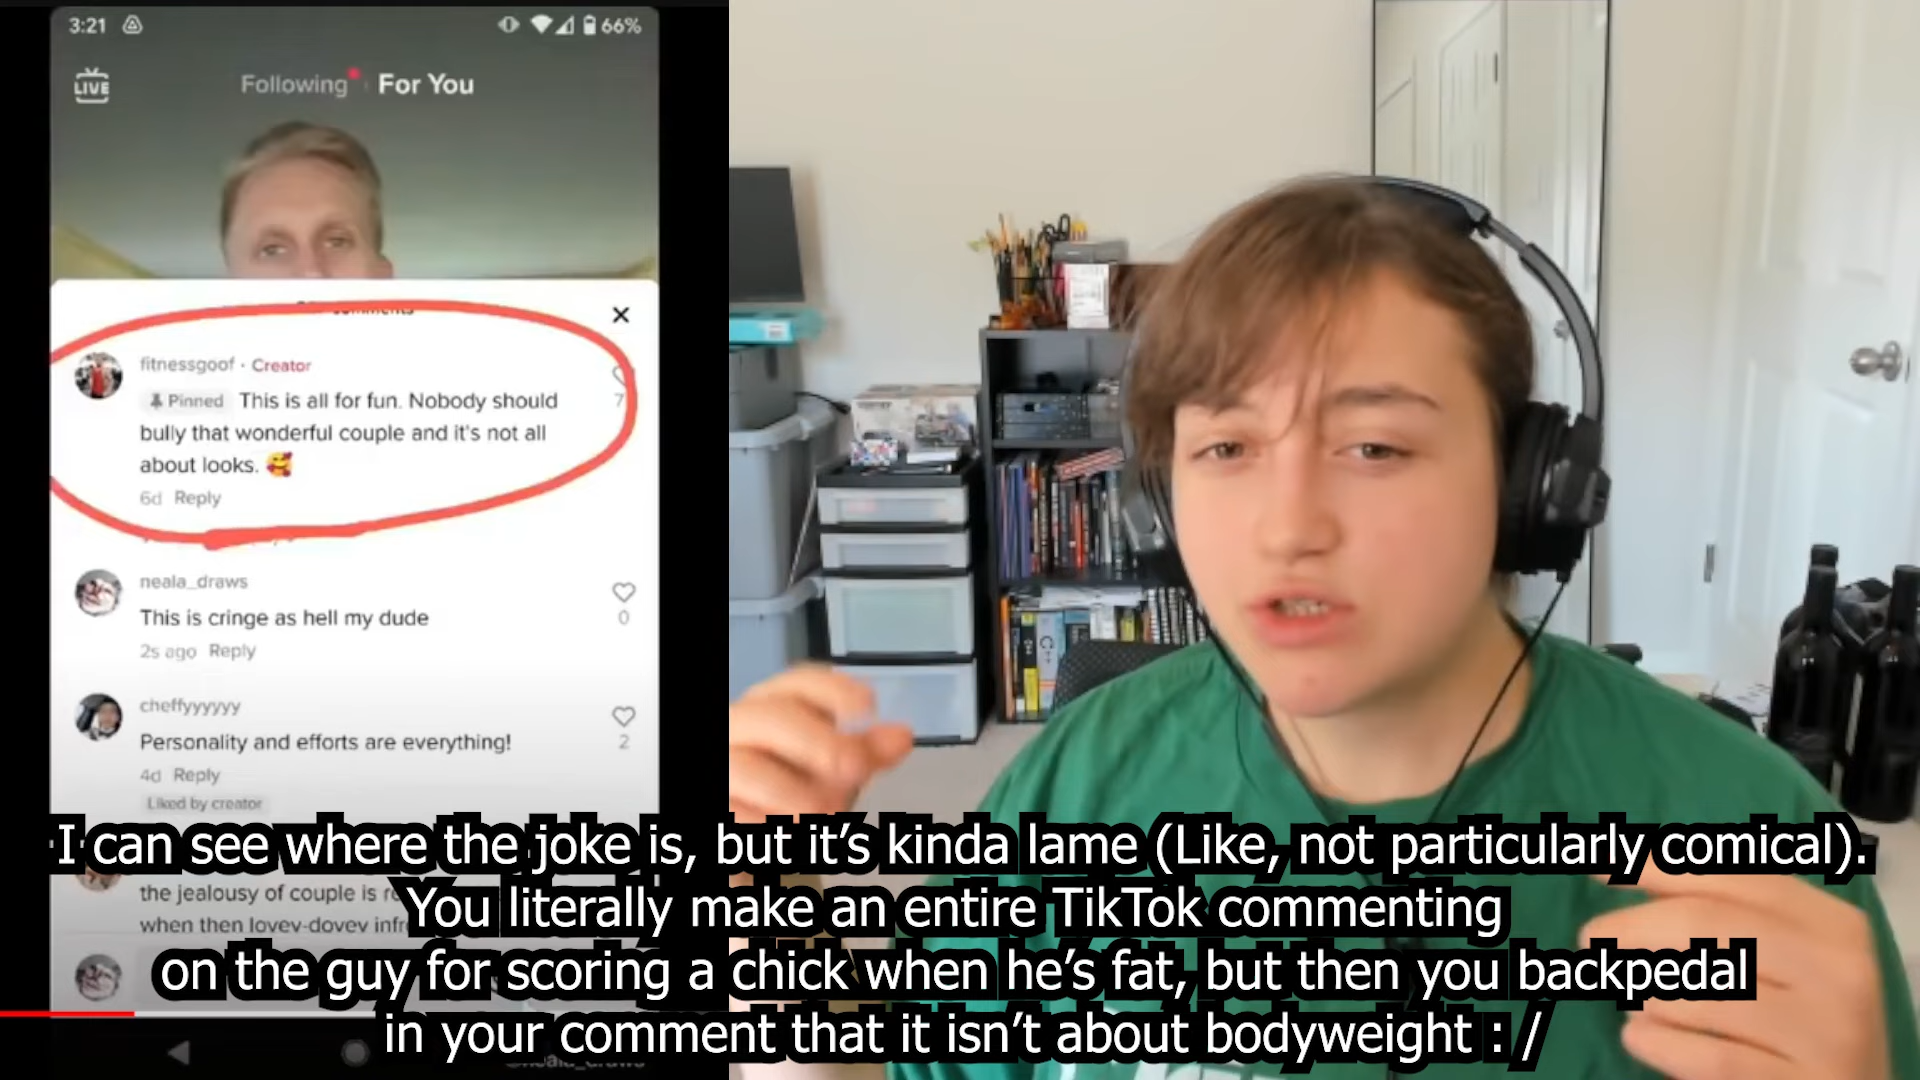 3:21 66%
LIVE Following For You
comments
fitnessgoof · Creator
Pinned This is all for fun. Nobody should
bully that wonderful couple and it's not all
about looks. 🥰
7
6d Reply
neala_draws
This is cringe as hell my dude
0
2s ago Reply
cheffyyyyyy
Personality and efforts are everything!
2
4d Reply
Liked by creator
the jealousy of couple is
when then lovey-dovey
I can see where the joke is, but it’s kinda lame (Like, not particularly comical).
You literally make an entire TikTok commenting
on the guy for scoring a chick when he’s fat, but then you backpedal
in your comment that it isn’t about bodyweight : /